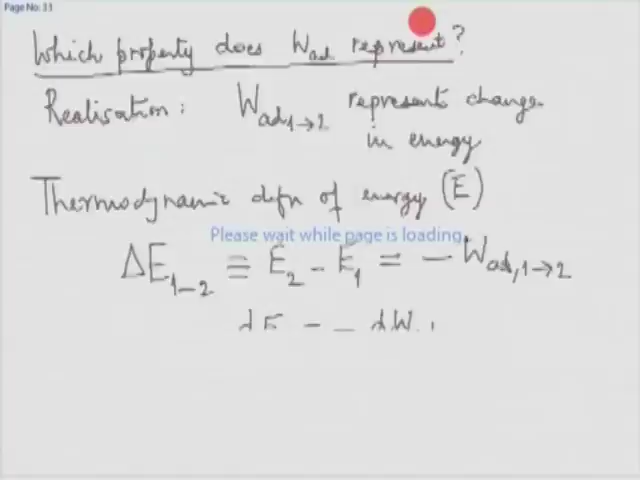 Page No: 31
Which property does Wad represent?
Realisation: Wad,1→2 represents change
in energy
Thermodynamic defn of energy (E)
Please wait while page is loading
ΔE1-2 ≡ E2 - E1 = - Wad,1→2